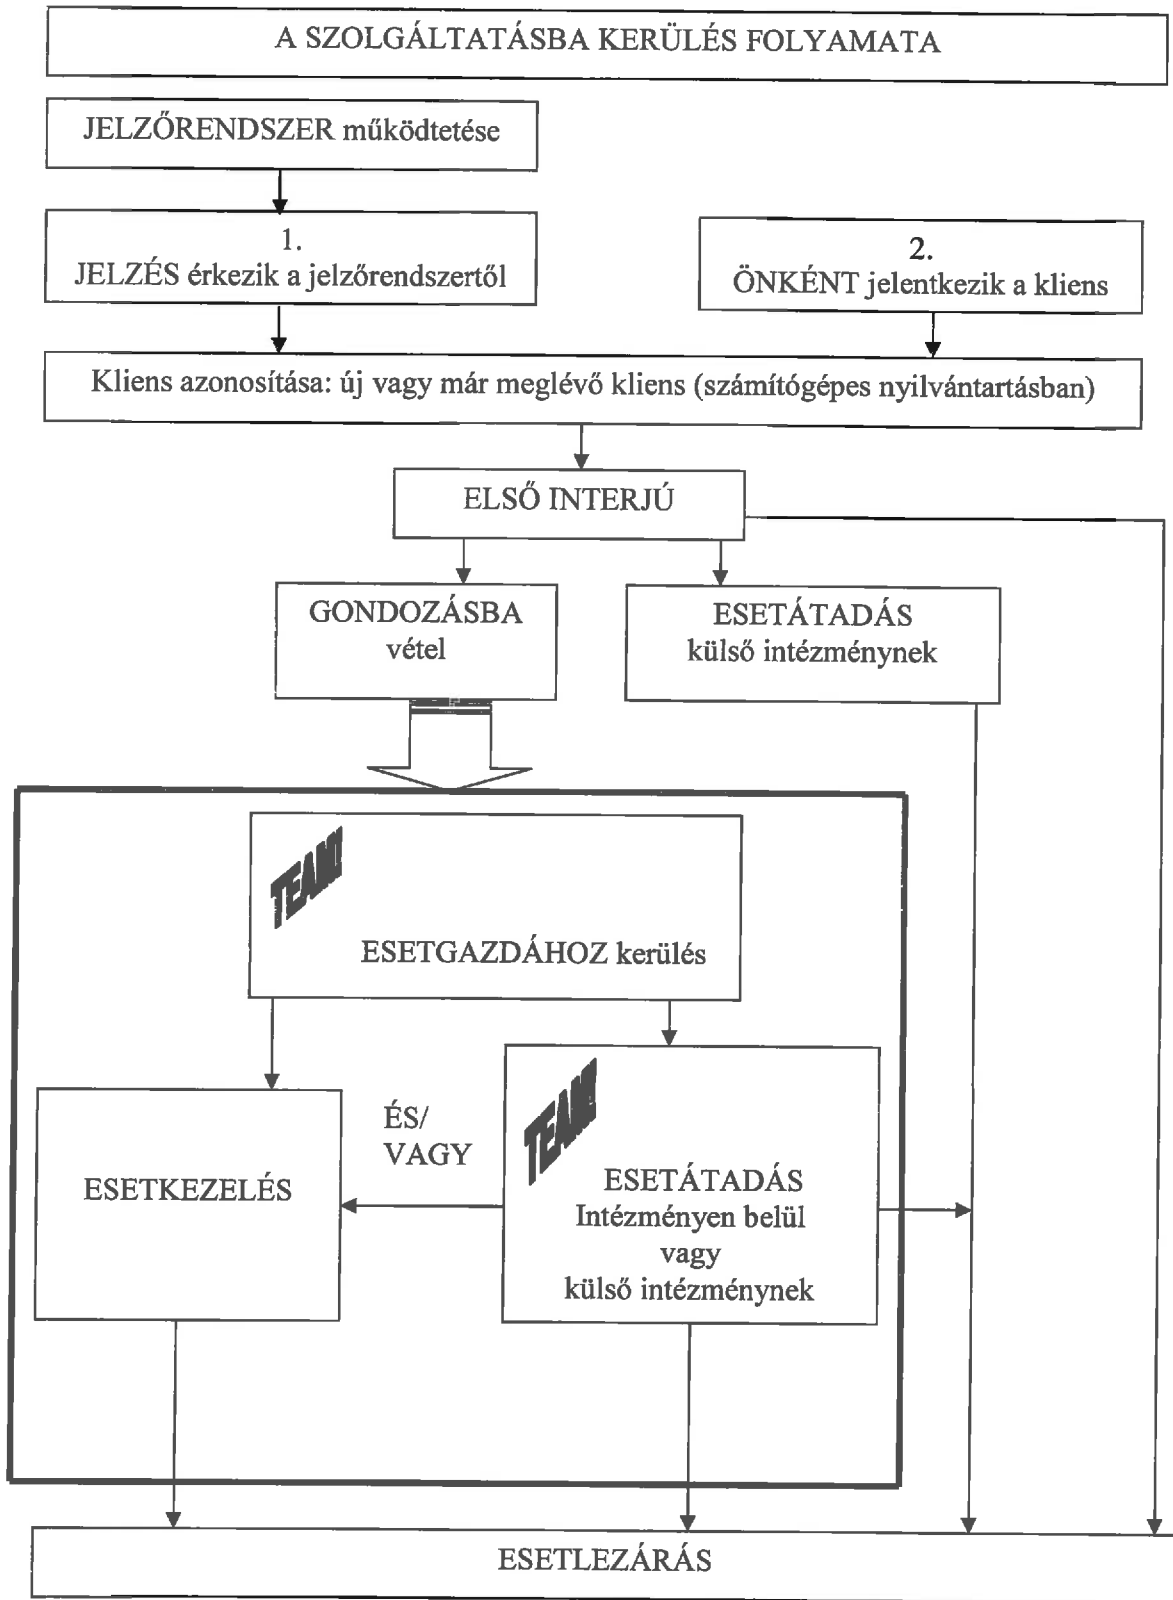 A SZOLGÁLTATÁSBA KERÜLÉS FOLYAMATA
JELZŐRENDSZER működtetése
1.
JELZÉS érkezik a jelzőrendszertől
2.
ÖNKÉNT jelentkezik a kliens
Kliens azonosítása: új vagy már meglévő kliens (számítógépes nyilvántartásban)
ELSŐ INTERJÚ
GONDOZÁSBA
vétel
ESETÁTADÁS
külső intézménynek
TEAM!
ESETGAZDÁHOZ kerülés
ESETKEZELÉS
ÉS/
VAGY
TEAM!
ESETÁTADÁS
Intézményen belül
vagy
külső intézménynek
ESETLEZÁRÁS